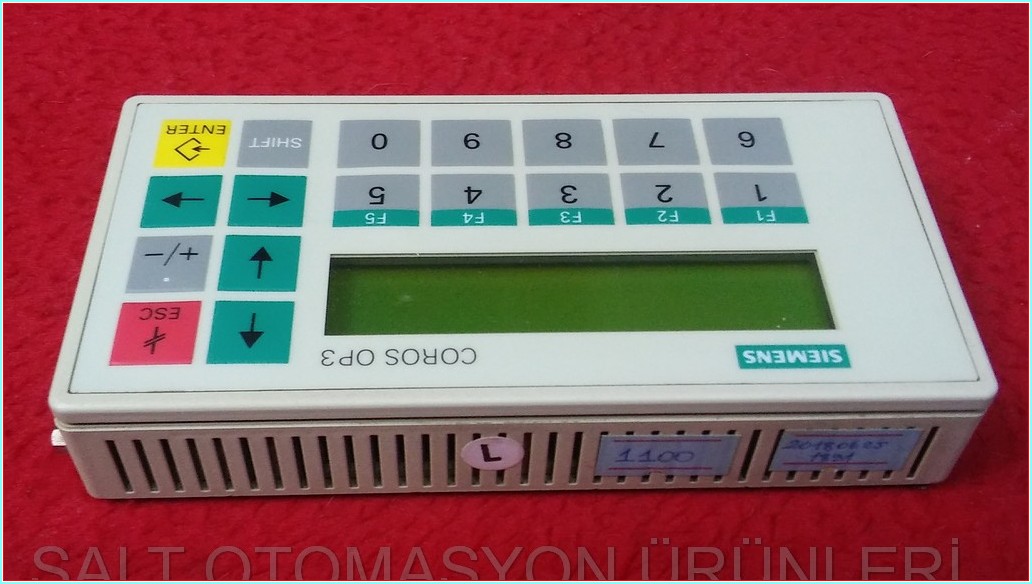 SIEMENS
COROS OP3
F1
F2
F3
F4
F5
1
2
3
4
5
6
7
8
9
0
SHIFT
ENTER
+/-
.
ESC
L
1100
SALT OTOMASYON ÜRÜNLERİ